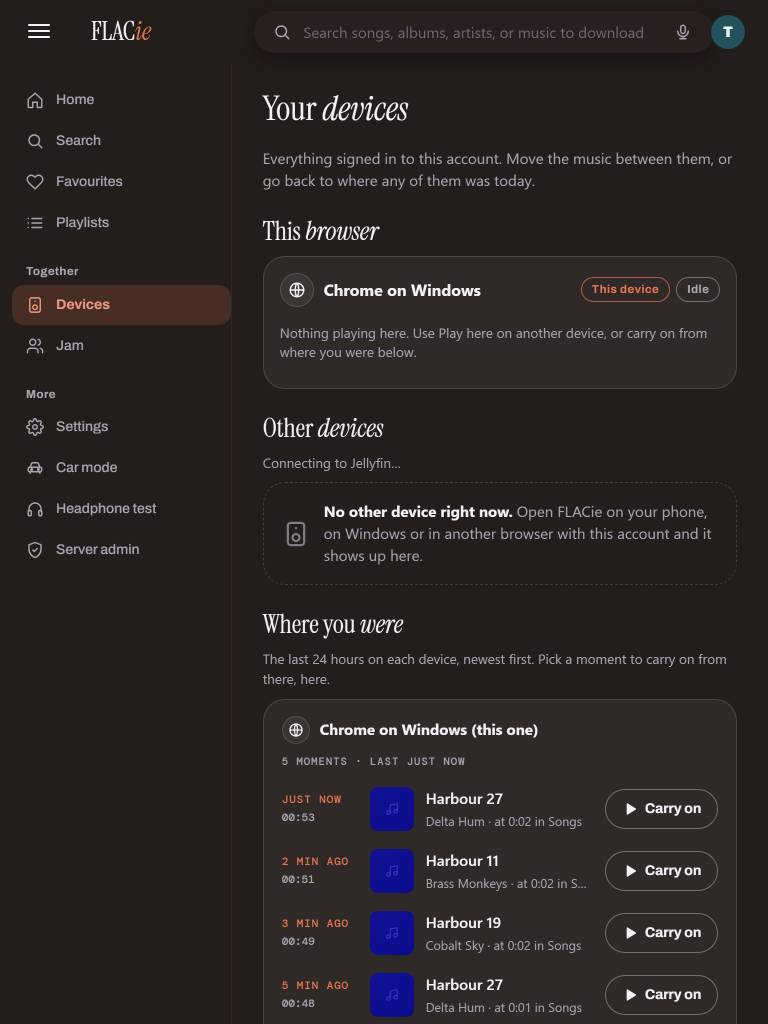 FLACie
Search songs, albums, artists, or music to download
T
Home
Search
Favourites
Playlists
Together
Devices
Jam
More
Settings
Car mode
Headphone test
Server admin
Your devices
Everything signed in to this account. Move the music between them, or
go back to where any of them was today.
This browser
Chrome on Windows
This device
Idle
Nothing playing here. Use Play here on another device, or carry on from
where you were below.
Other devices
Connecting to Jellyfin...
No other device right now. Open FLACie on your phone,
on Windows or in another browser with this account and it
shows up here.
Where you were
The last 24 hours on each device, newest first. Pick a moment to carry on from
there, here.
Chrome on Windows (this one)
5 MOMENTS · LAST JUST NOW
JUST NOW
00:53
Harbour 27
Delta Hum · at 0:02 in Songs
Carry on
2 MIN AGO
00:51
Harbour 11
Brass Monkeys · at 0:02 in S...
Carry on
3 MIN AGO
00:49
Harbour 19
Cobalt Sky · at 0:02 in Songs
Carry on
5 MIN AGO
00:48
Harbour 27
Delta Hum · at 0:01 in Songs
Carry on